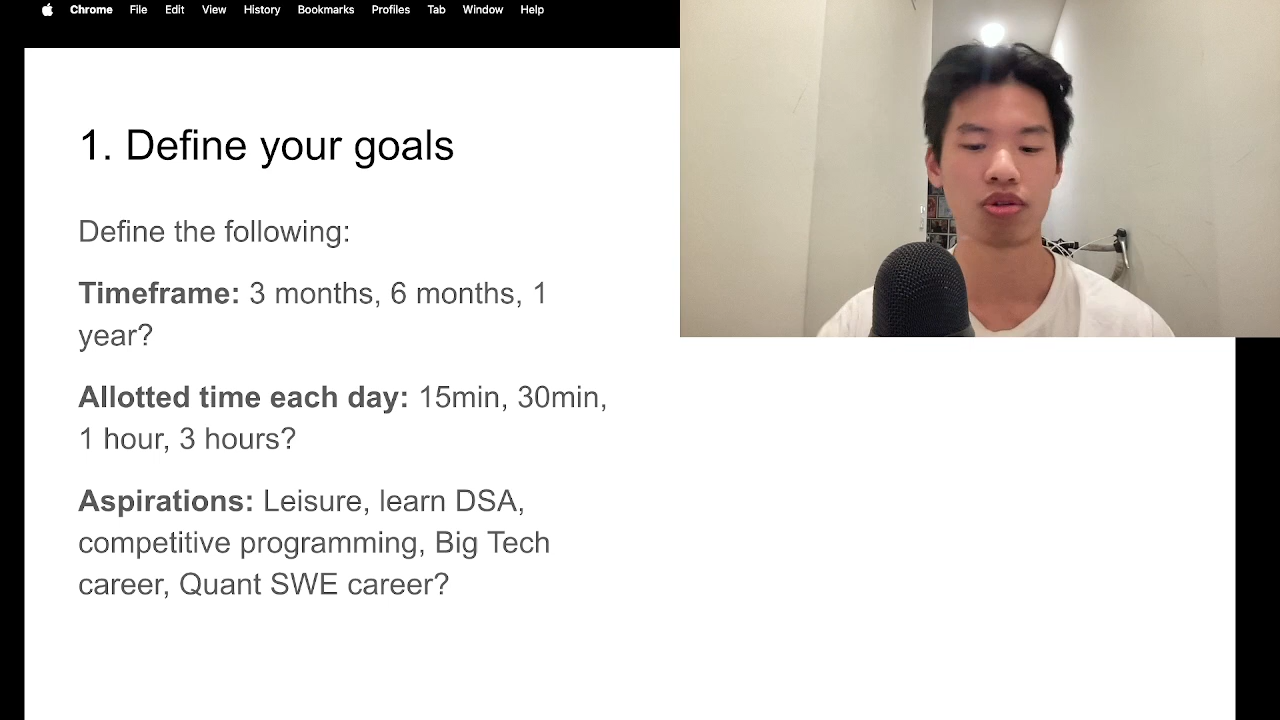 Chrome File Edit View History Bookmarks Profiles Tab Window Help
1. Define your goals
Define the following:
Timeframe: 3 months, 6 months, 1
year?
Allotted time each day: 15min, 30min,
1 hour, 3 hours?
Aspirations: Leisure, learn DSA,
competitive programming, Big Tech
career, Quant SWE career?